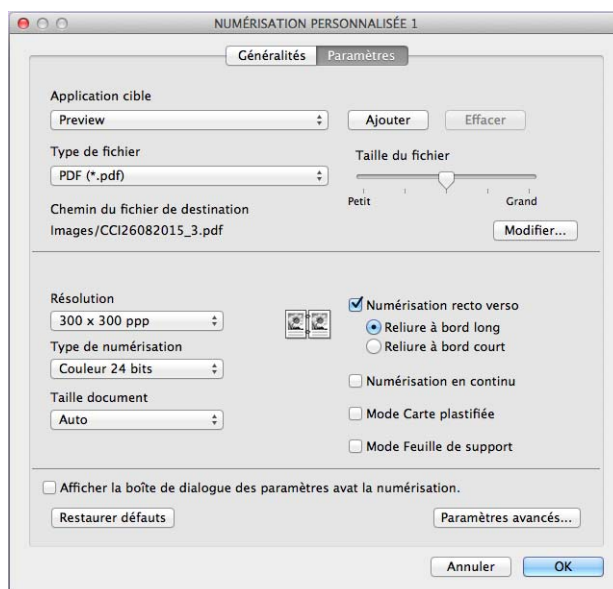 NUMÉRISATION PERSONNALISÉE 1
Généralités Paramètres
Application cible
Preview Ajouter Effacer
Type de fichier Taille du fichier
PDF (*.pdf)
Petit Grand
Chemin du fichier de destination
Images/CCI26082015_3.pdf Modifier...
Résolution Numérisation recto verso
300 x 300 ppp Reliure à bord long
Type de numérisation Reliure à bord court
Couleur 24 bits
Numérisation en continu
Taille document
Auto Mode Carte plastifiée
Mode Feuille de support
Afficher la boîte de dialogue des paramètres avat la numérisation.
Restaurer défauts Paramètres avancés...
Annuler OK